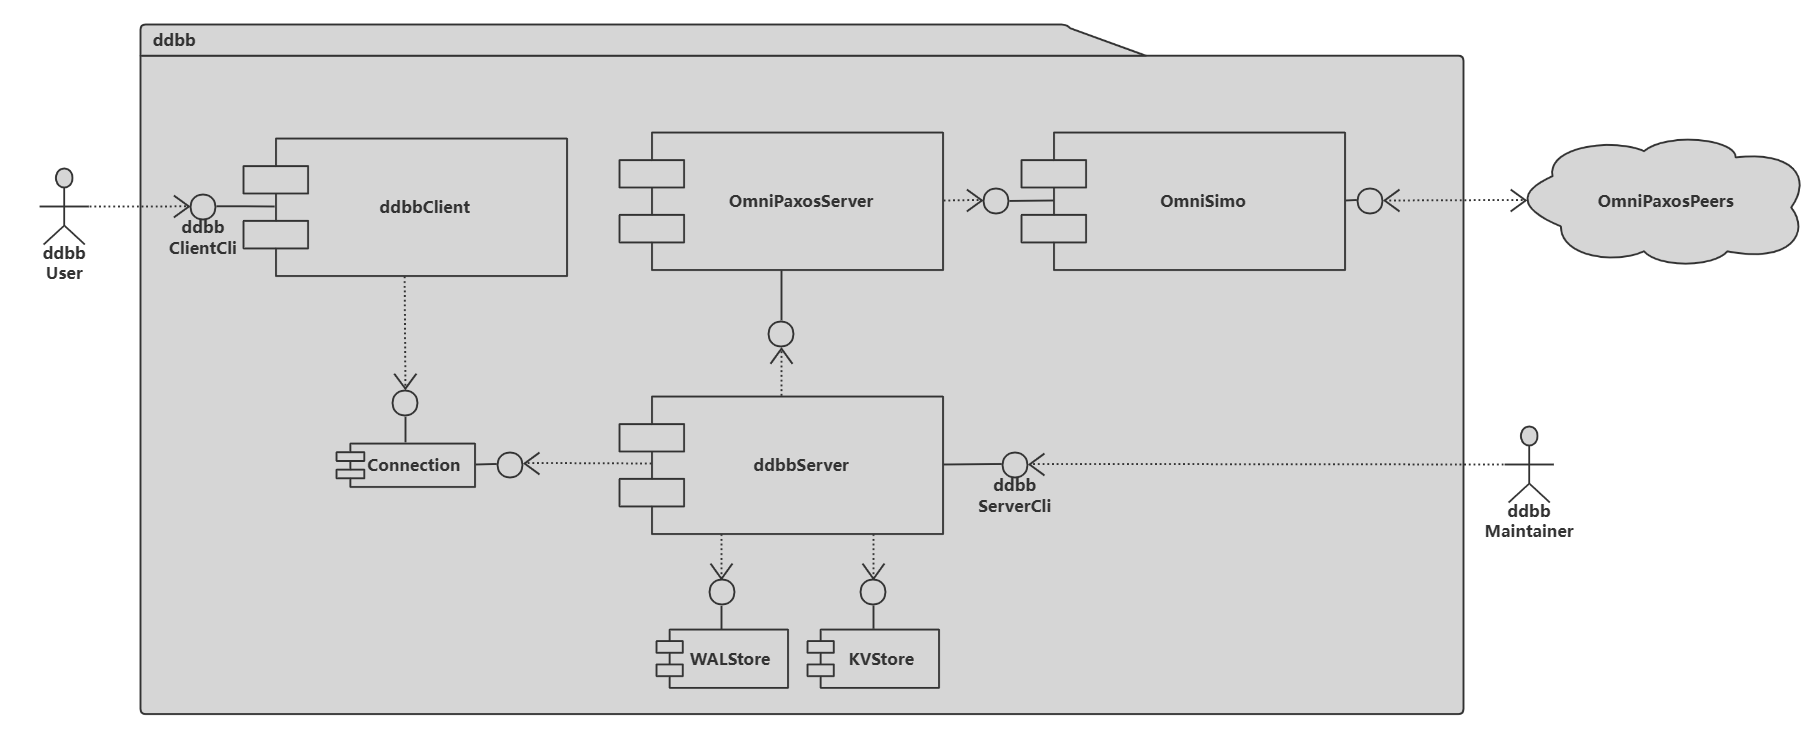 ddbb
ddbbClient
OmniPaxosServer
OmniSimo
OmniPaxosPeers
ddbb
ClientCli
ddbb
User
Connection
ddbbServer
ddbb
ServerCli
ddbb
Maintainer
WALStore
KVStore